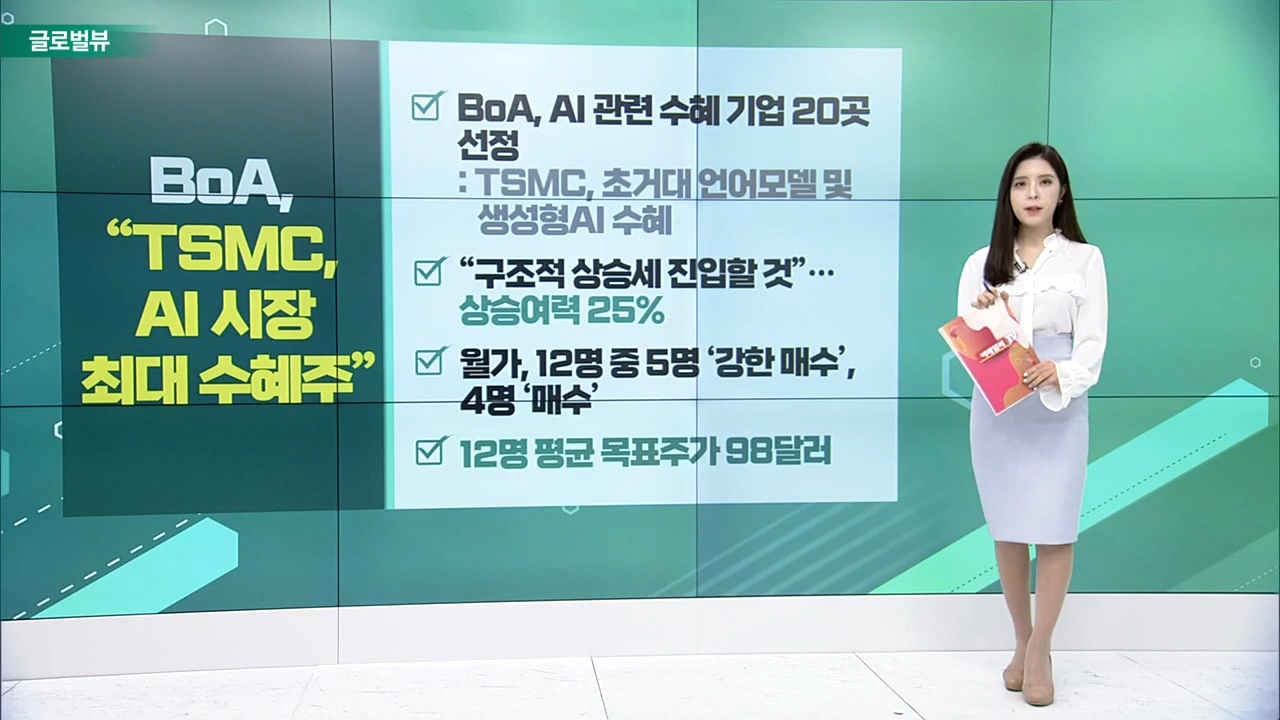 글로벌뷰
BoA,
“TSMC,
AI 시장
최대 수혜주”
BoA, AI 관련 수혜 기업 20곳
선정
: TSMC, 초거대 언어모델 및
생성형AI 수혜
“구조적 상승세 진입할 것”…
상승여력 25%
월가, 12명 중 5명 ‘강한 매수’,
4명 ‘매수’
12명 평균 목표주가 98달러